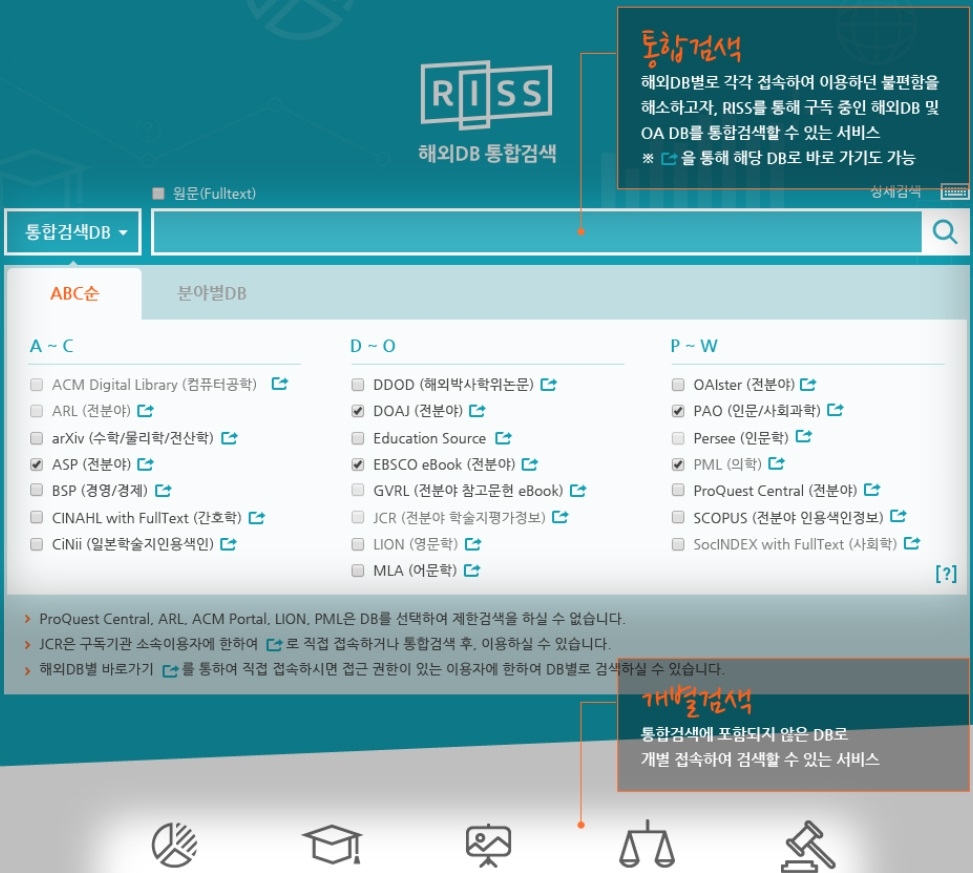 통합검색
해외DB별로 각각 접속하여 이용하던 불편함을
해소하고자, RISS를 통해 구독 중인 해외DB 및
OA DB를 통합검색할 수 있는 서비스
※ 을 통해 해당 DB로 바로 가기도 가능
RISS
해외DB 통합검색
원문(Fulltext)
상세검색
통합검색DB
ABC순
분야별DB
A ~ C
ACM Digital Library (컴퓨터공학)
ARL (전분야)
arXiv (수학/물리학/전산학)
ASP (전분야)
BSP (경영/경제)
CINAHL with FullText (간호학)
CiNii (일본학술지인용색인)
D ~ O
DDOD (해외박사학위논문)
DOAJ (전분야)
Education Source
EBSCO eBook (전분야)
GVRL (전분야 참고문헌 eBook)
JCR (전분야 학술지평가정보)
LION (영문학)
MLA (어문학)
P ~ W
OAIster (전분야)
PAO (인문/사회과학)
Persee (인문학)
PML (의학)
ProQuest Central (전분야)
SCOPUS (전분야 인용색인정보)
SocINDEX with FullText (사회학)
[?]
ProQuest Central, ARL, ACM Portal, LION, PML은 DB를 선택하여 제한검색을 하실 수 없습니다.
JCR은 구독기관 소속이용자에 한하여 로 직접 접속하거나 통합검색 후, 이용하실 수 있습니다.
해외DB별 바로가기 를 통하여 직접 접속하시면 접근 권한이 있는 이용자에 한하여 DB별로 검색하실 수 있습니다.
개별검색
통합검색에 포함되지 않은 DB로
개별 접속하여 검색할 수 있는 서비스